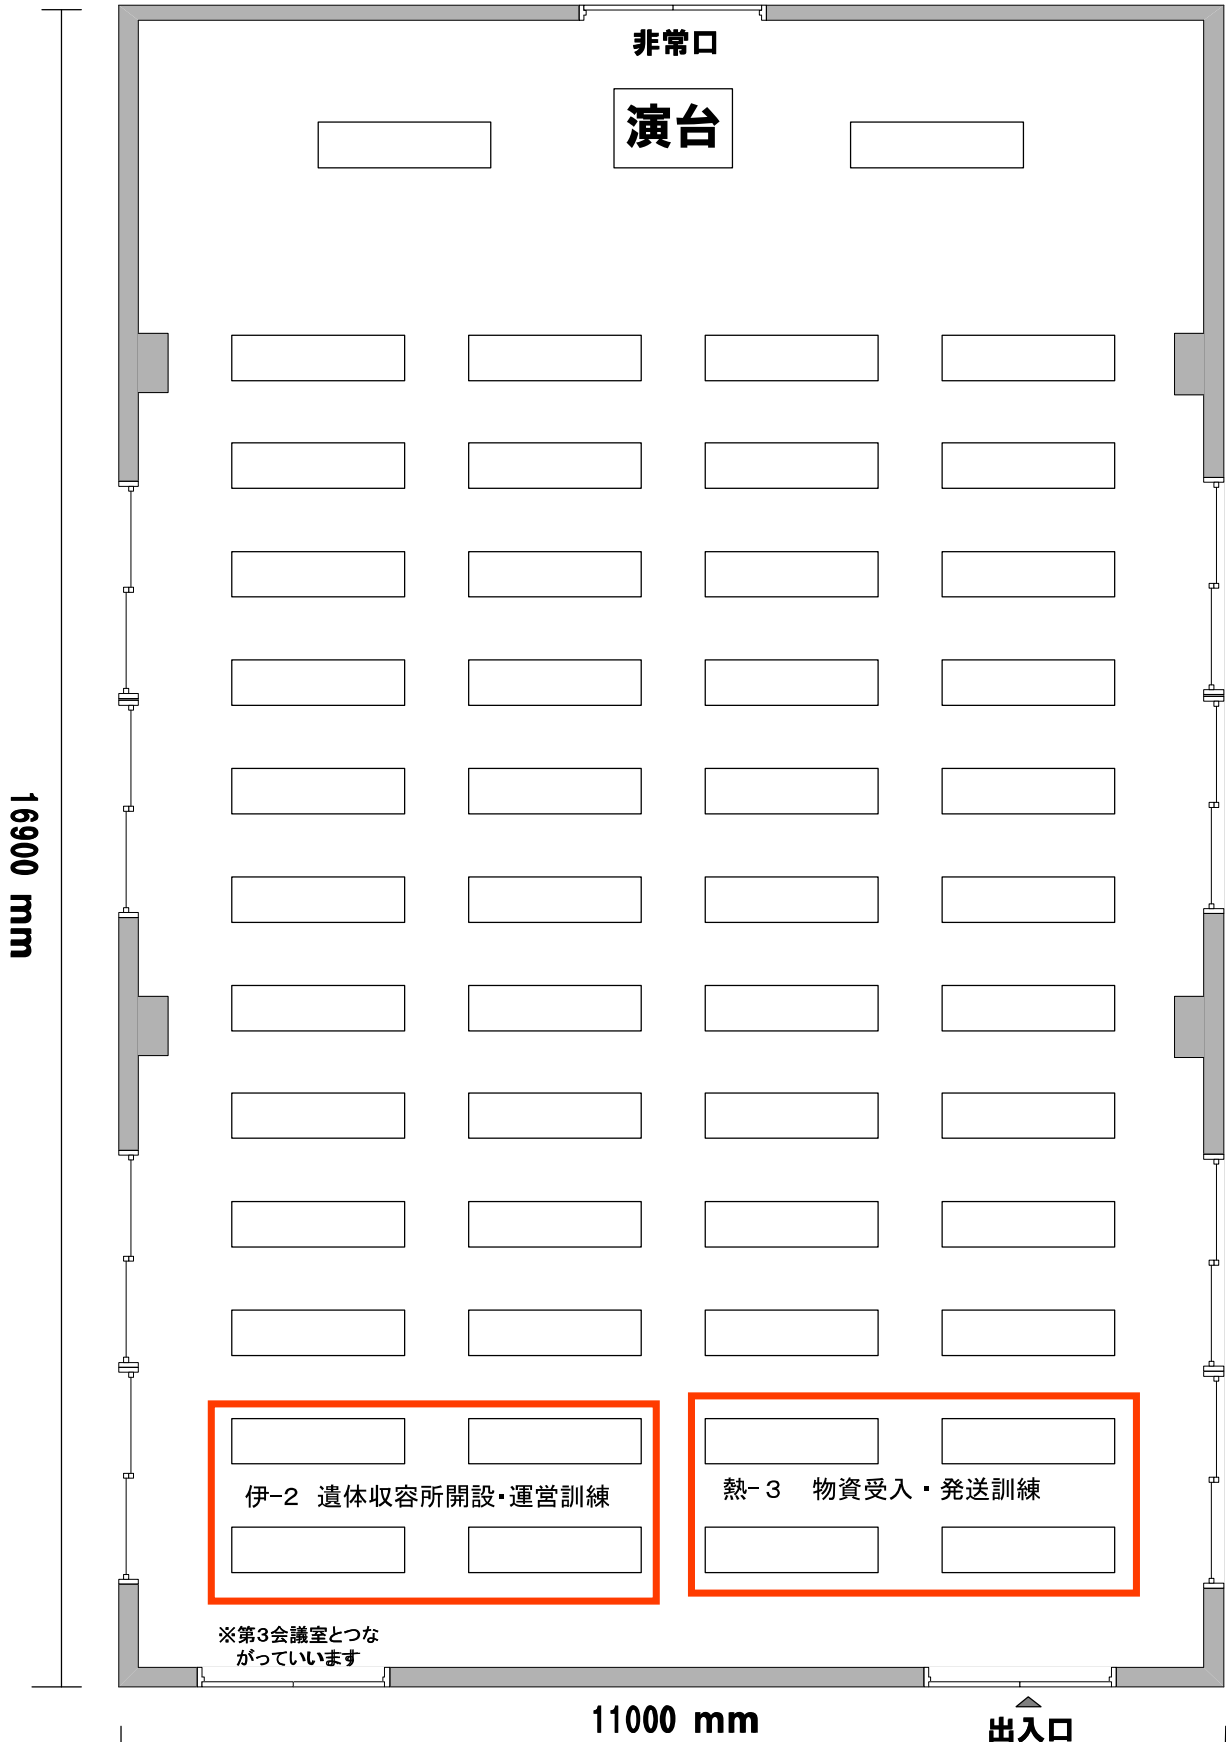 非常口
演台
16900 mm
伊-2 遺体収容所開設・運営訓練
熱-３ 物資受入・発送訓練
※第3会議室とつな
がっていいます
11000 mm
出入口